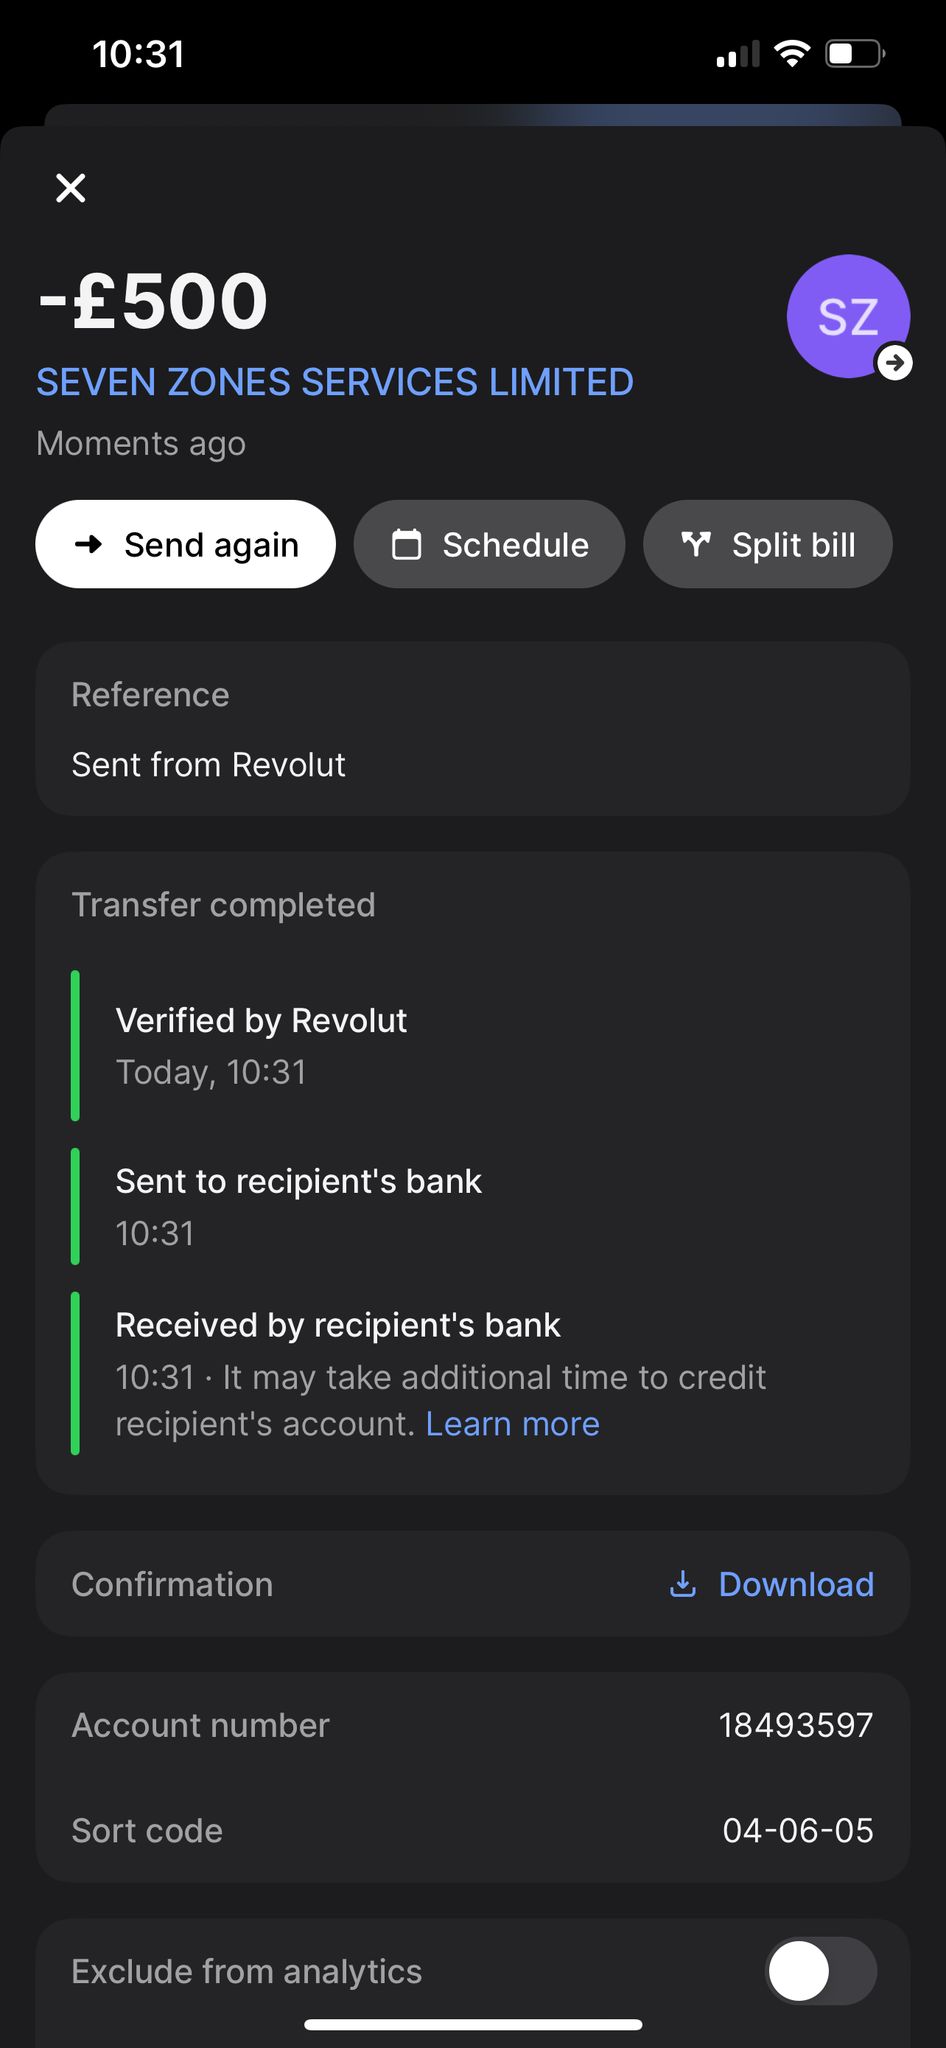 10:31
-£500
SZ
SEVEN ZONES SERVICES LIMITED
Moments ago
Send again
Schedule
Split bill
Reference
Sent from Revolut
Transfer completed
Verified by Revolut
Today, 10:31
Sent to recipient's bank
10:31
Received by recipient's bank
10:31 · It may take additional time to credit
recipient's account. Learn more
Confirmation
Download
Account number
18493597
Sort code
04-06-05
Exclude from analytics